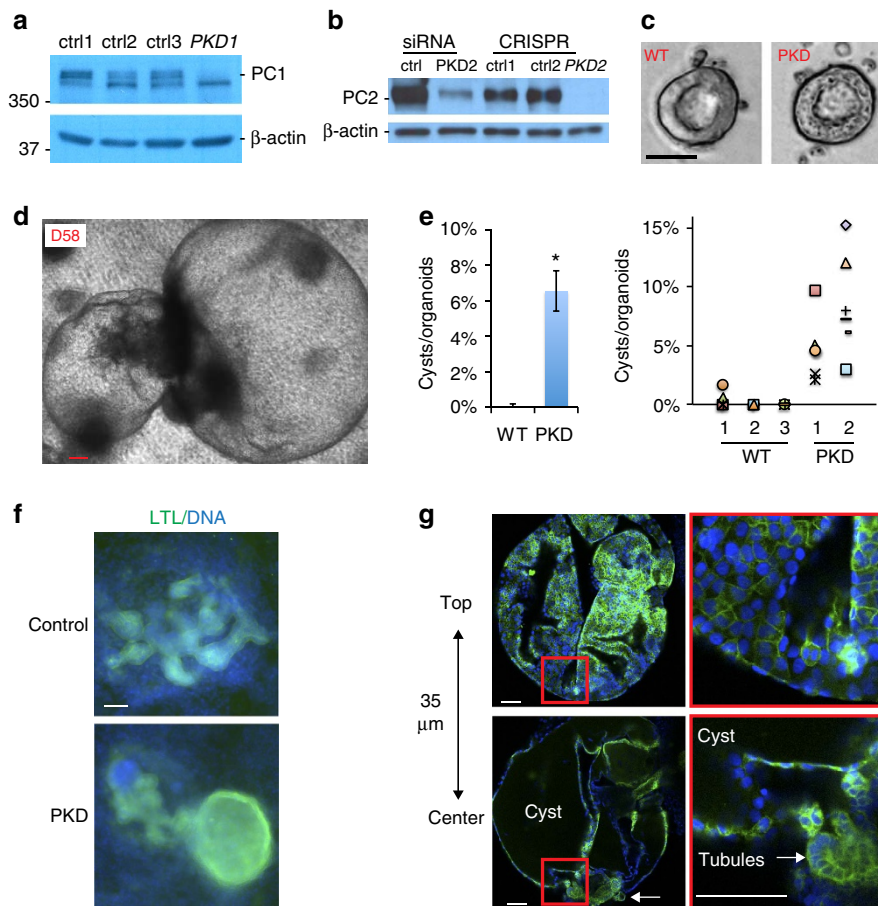 a
ctrl1 ctrl2 ctrl3 PKD1
PC1
350
β-actin
37
b
siRNA CRISPR
ctrl PKD2 ctrl1 ctrl2 PKD2
PC2
β-actin
c
WT
PKD
d
D58
e
10%
8%
6%
4%
2%
0%
Cysts/organoids
*
WT PKD
15%
10%
5%
0%
Cysts/organoids
1 2 3 1 2
WT PKD
f
LTL/DNA
Control
PKD
g
Top
35
μm
Center
Cyst
Cyst
Tubules